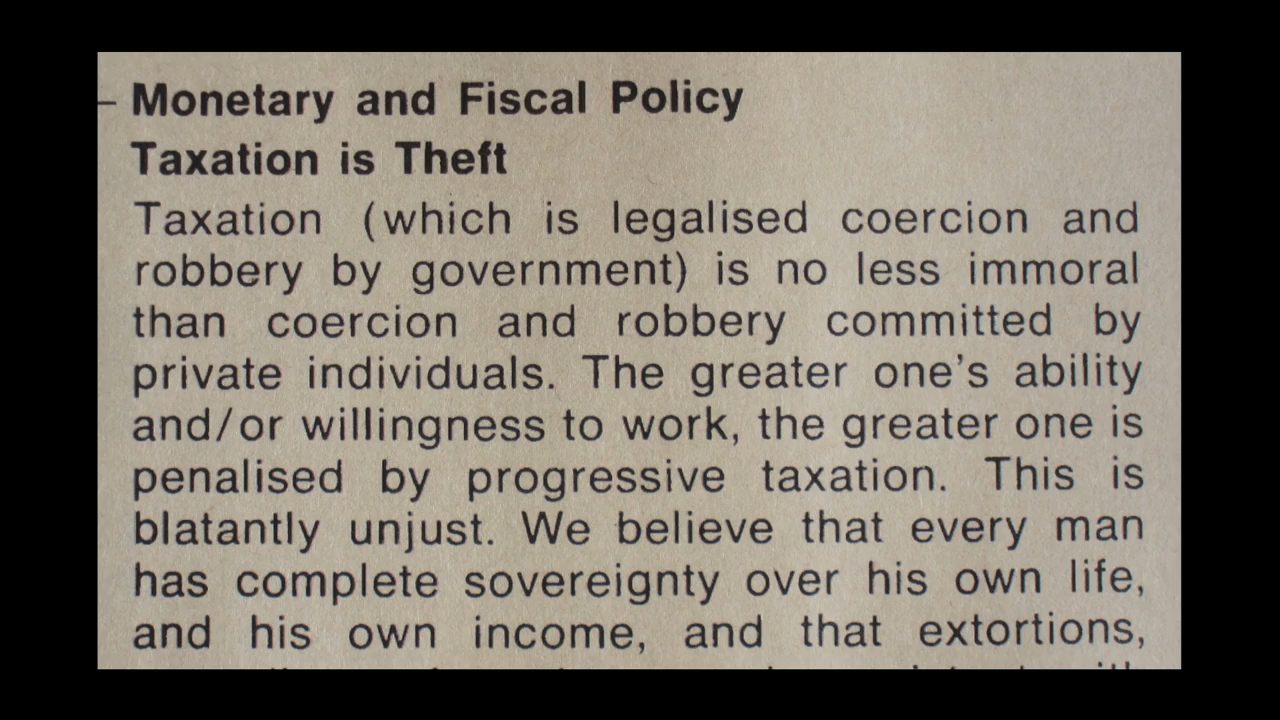 – Monetary and Fiscal Policy
Taxation is Theft
Taxation (which is legalised coercion and
robbery by government) is no less immoral
than coercion and robbery committed by
private individuals. The greater one's ability
and/or willingness to work, the greater one is
penalised by progressive taxation. This is
blatantly unjust. We believe that every man
has complete sovereignty over his own life,
and his own income, and that extortions,